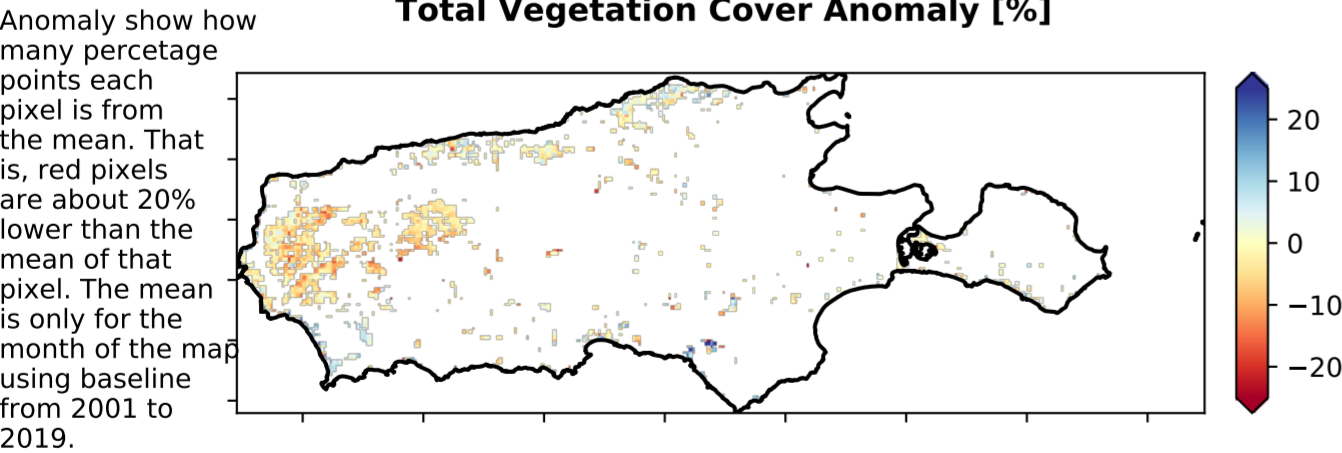 Total Vegetation Cover Anomaly [%]
Anomaly show how
many percetage
points each
pixel is from
the mean. That
is, red pixels
are about 20%
lower than the
mean of that
pixel. The mean
is only for the
month of the map
using baseline
from 2001 to
2019.
20
10
0
−10
−20